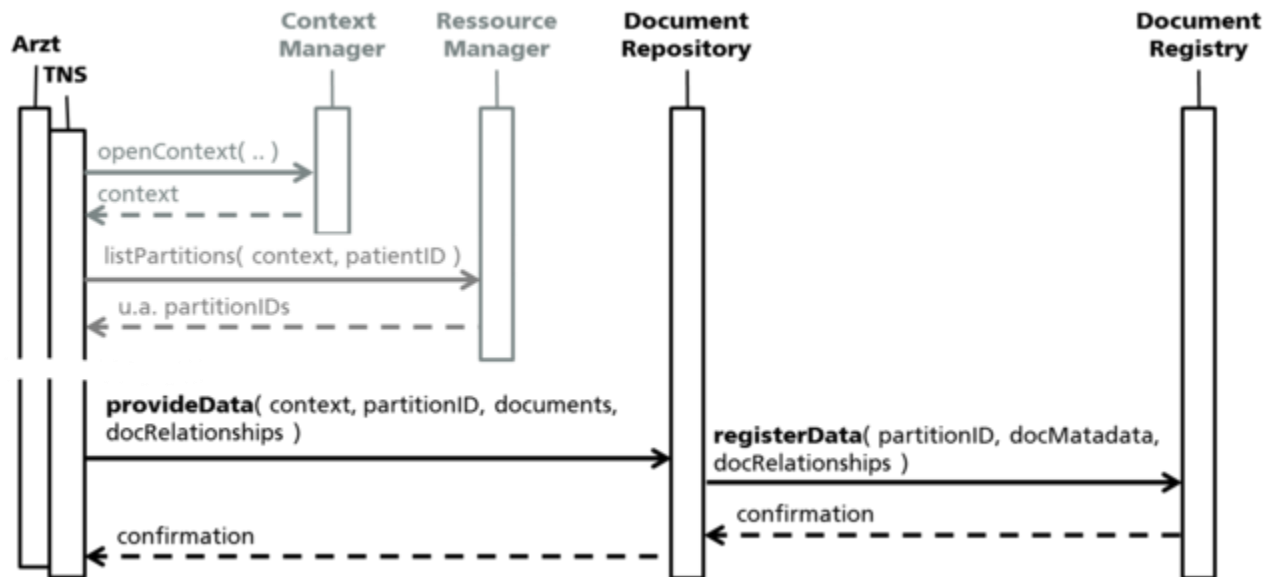 Arzt
TNS
Context
Manager
Ressource
Manager
Document
Repository
Document
Registry
openContext( .. )
context
listPartitions( context, patientID )
u.a. partitionIDs
provideData( context, partitionID, documents,
docRelationships )
registerData( partitionID, docMatadata,
docRelationships )
confirmation
confirmation